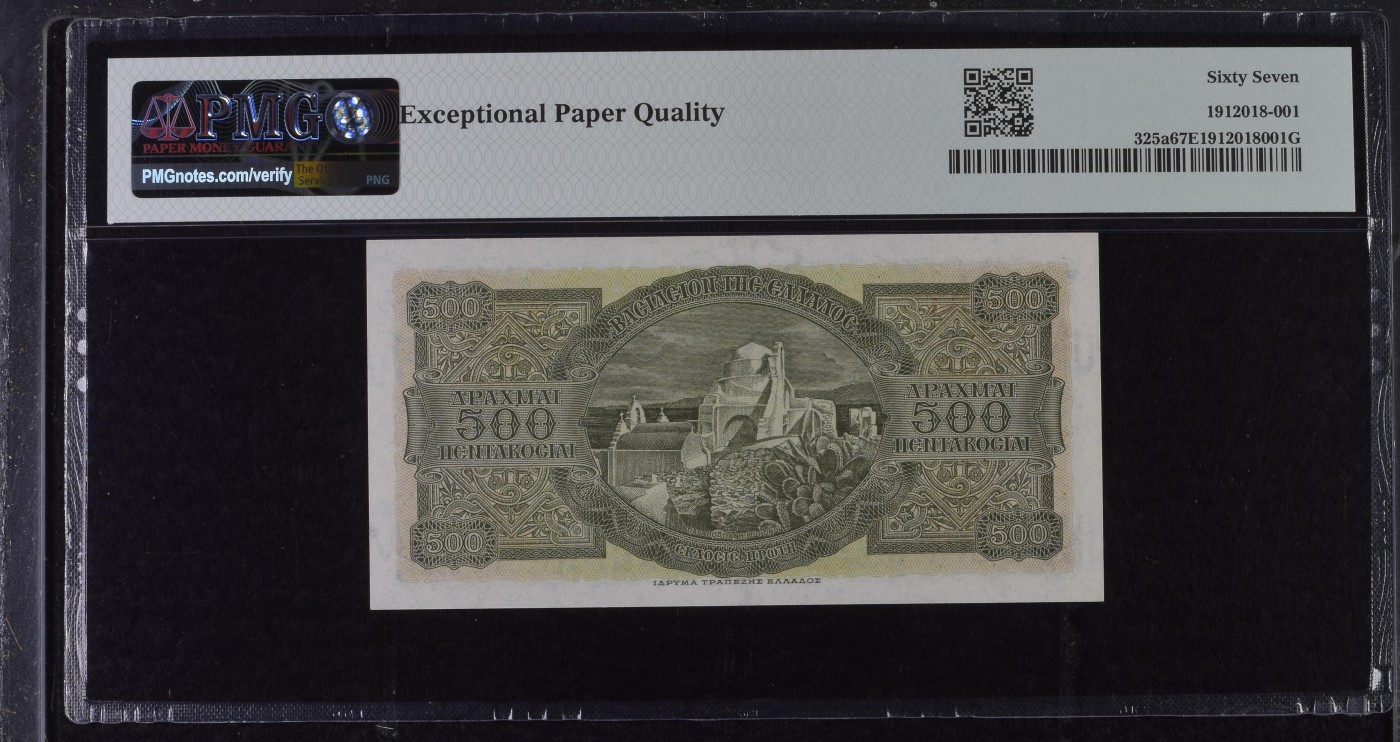 PMG
PAPER MONEY GUARA
PMGnotes.com/verify
PNG
Exceptional Paper Quality
Sixty Seven
1912018-001
325a67E1912018001G
500
ΒΑϹΙΛΕΙΟΝ ΤΗϹ ΕΛΛΑΔΟϹ
500
ΔΡΑΧΜΑΙ
500
ΠΕΝΤΑΚΟϹΙΑΙ
ΔΡΑΧΜΑΙ
500
ΠΕΝΤΑΚΟϹΙΑΙ
500
ΕΚΔΟϹΙϹ ΠΡΩΤΗ
500
ΙΔΡΥΜΑ ΤΡΑΠΕΖΗΣ ΕΛΛΑΔΟΣ